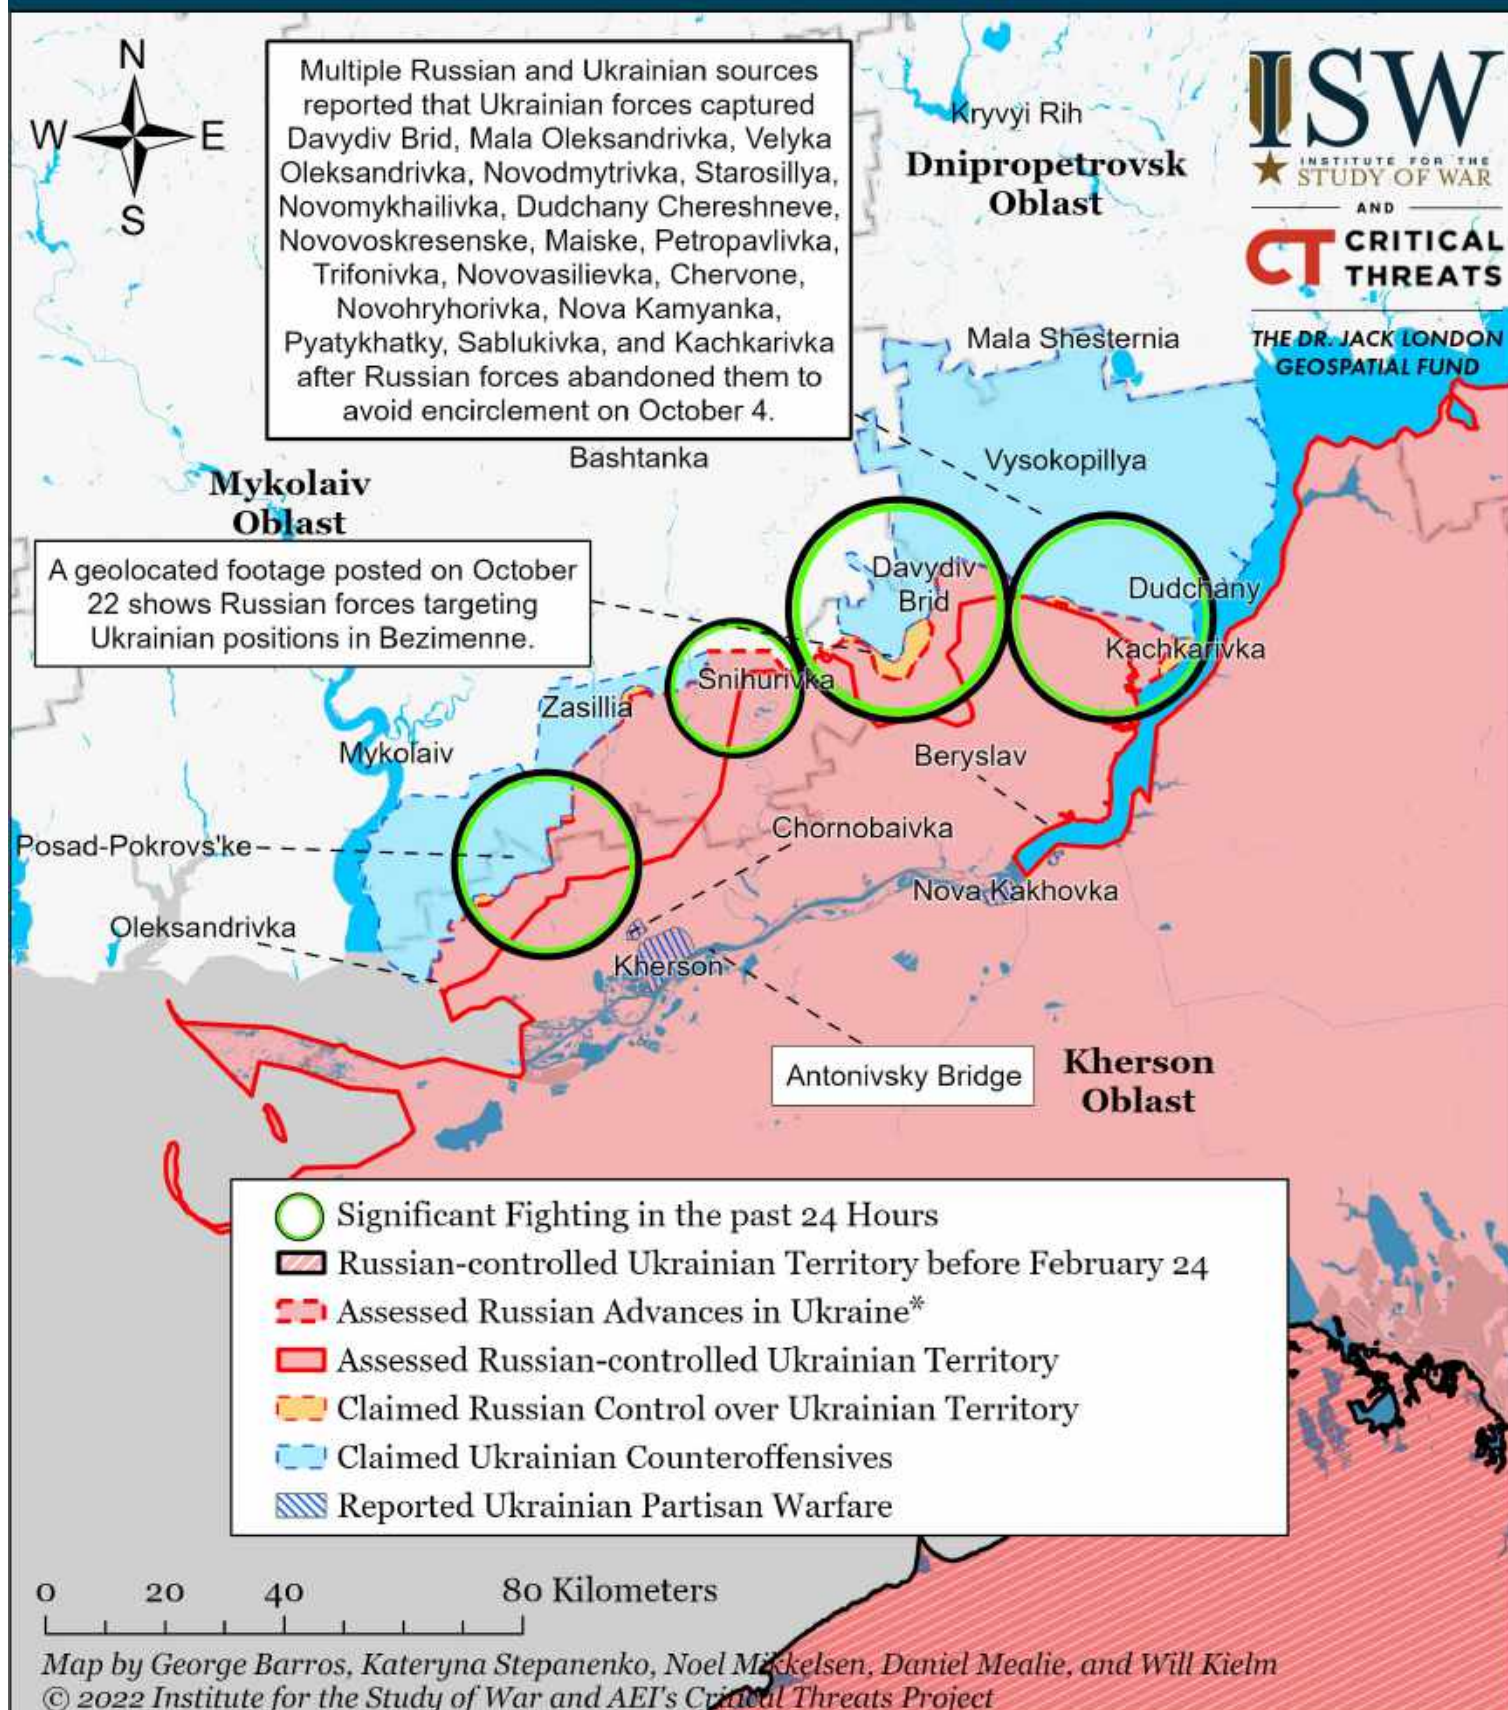 N
W E
S
Multiple Russian and Ukrainian sources
reported that Ukrainian forces captured
Davydiv Brid, Mala Oleksandrivka, Velyka
Oleksandrivka, Novodmytrivka, Starosillya,
Novomykhailivka, Dudchany Chereshneve,
Novovoskresenske, Maiske, Petropavlivka,
Trifonivka, Novovasilievka, Chervone,
Novohryhorivka, Nova Kamyanka,
Pyatykhatky, Sablukivka, and Kachkarivka
after Russian forces abandoned them to
avoid encirclement on October 4.
Kryvyi Rih
Dnipropetrovsk
Oblast
ISW
INSTITUTE FOR THE
STUDY OF WAR
AND
CT CRITICAL
THREATS
THE DR. JACK LONDON
GEOSPATIAL FUND
Mala Shesternia
Bashtanka
Vysokopillya
Mykolaiv
Oblast
A geolocated footage posted on October
22 shows Russian forces targeting
Ukrainian positions in Bezimenne.
Davydiv
Brid
Dudchany
Kachkarivka
Snihurivka
Zasillia
Mykolaiv
Beryslav
Chornobaivka
Posad-Pokrovs'ke
Nova Kakhovka
Oleksandrivka
Kherson
Antonivsky Bridge
Kherson
Oblast
Significant Fighting in the past 24 Hours
Russian-controlled Ukrainian Territory before February 24
Assessed Russian Advances in Ukraine*
Assessed Russian-controlled Ukrainian Territory
Claimed Russian Control over Ukrainian Territory
Claimed Ukrainian Counteroffensives
Reported Ukrainian Partisan Warfare
0 20 40 80 Kilometers
Map by George Barros, Kateryna Stepanenko, Noel Mikkelsen, Daniel Mealie, and Will Kielm
© 2022 Institute for the Study of War and AEI's Critical Threats Project